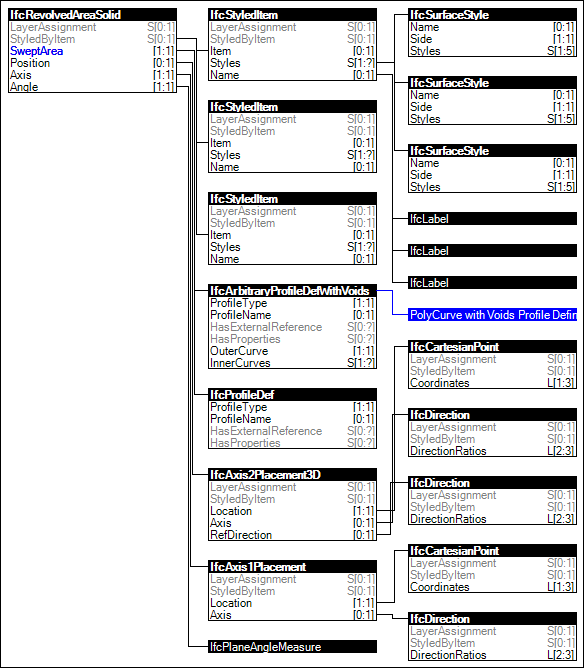 IfcRevolvedAreaSolid
LayerAssignment S[0:1]
StyledByItem S[0:1]
SweptArea [1:1]
Position [0:1]
Axis [1:1]
Angle [1:1]
IfcStyledItem
LayerAssignment S[0:1]
StyledByItem S[0:1]
Item [0:1]
Styles S[1:?]
Name [0:1]
IfcStyledItem
LayerAssignment S[0:1]
StyledByItem S[0:1]
Item [0:1]
Styles S[1:?]
Name [0:1]
IfcStyledItem
LayerAssignment S[0:1]
StyledByItem S[0:1]
Item [0:1]
Styles S[1:?]
Name [0:1]
IfcArbitraryProfileDefWithVoids
ProfileType [1:1]
ProfileName [0:1]
HasExternalReference S[0:?]
HasProperties S[0:?]
OuterCurve [1:1]
InnerCurves S[1:?]
IfcProfileDef
ProfileType [1:1]
ProfileName [0:1]
HasExternalReference S[0:?]
HasProperties S[0:?]
IfcAxis2Placement3D
LayerAssignment S[0:1]
StyledByItem S[0:1]
Location [1:1]
Axis [0:1]
RefDirection [0:1]
IfcAxis1Placement
LayerAssignment S[0:1]
StyledByItem S[0:1]
Location [1:1]
Axis [0:1]
IfcPlaneAngleMeasure
IfcSurfaceStyle
Name [0:1]
Side [1:1]
Styles S[1:5]
IfcSurfaceStyle
Name [0:1]
Side [1:1]
Styles S[1:5]
IfcSurfaceStyle
Name [0:1]
Side [1:1]
Styles S[1:5]
IfcLabel
IfcLabel
IfcLabel
PolyCurve with Voids Profile Defin
IfcCartesianPoint
LayerAssignment S[0:1]
StyledByItem S[0:1]
Coordinates L[1:3]
IfcDirection
LayerAssignment S[0:1]
StyledByItem S[0:1]
DirectionRatios L[2:3]
IfcDirection
LayerAssignment S[0:1]
StyledByItem S[0:1]
DirectionRatios L[2:3]
IfcCartesianPoint
LayerAssignment S[0:1]
StyledByItem S[0:1]
Coordinates L[1:3]
IfcDirection
LayerAssignment S[0:1]
StyledByItem S[0:1]
DirectionRatios L[2:3]